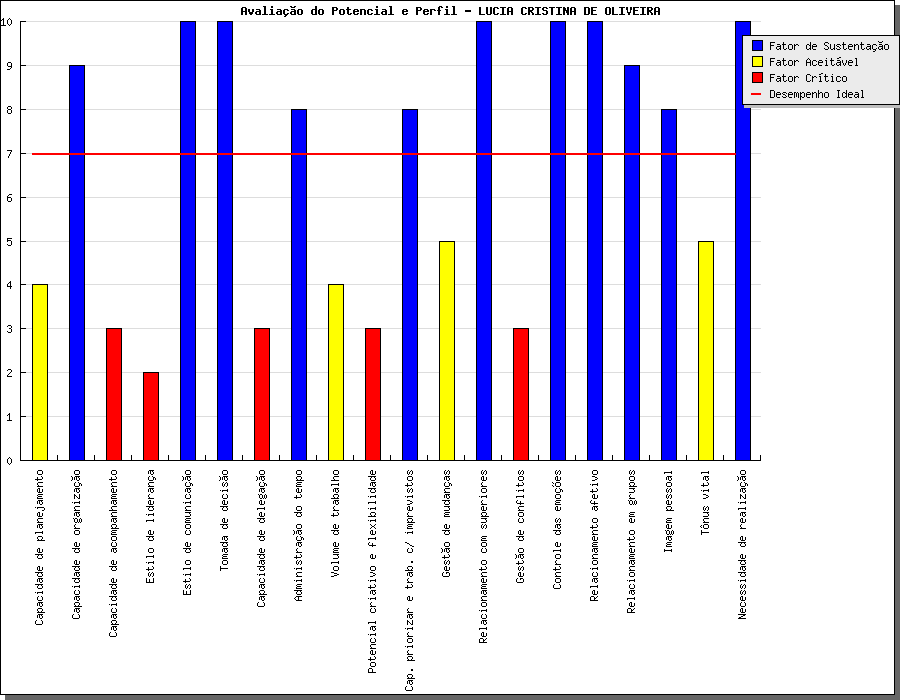 Avaliação do Potencial e Perfil - LUCIA CRISTINA DE OLIVEIRA
Fator de Sustentação
Fator Aceitável
Fator Crítico
Desempenho Ideal
10
9
8
7
6
5
4
3
2
1
0
Capacidade de planejamento
Capacidade de organização
Capacidade de acompanhamento
Estilo de liderança
Estilo de comunicação
Tomada de decisão
Capacidade de delegação
Administração do tempo
Volume de trabalho
Potencial criativo e flexibilidade
Cap. priorizar e trab. c/ imprevistos
Gestão de mudanças
Relacionamento com superiores
Gestão de conflitos
Controle das emoções
Relacionamento afetivo
Relacionamento em grupos
Imagem pessoal
Tônus vital
Necessidade de realização